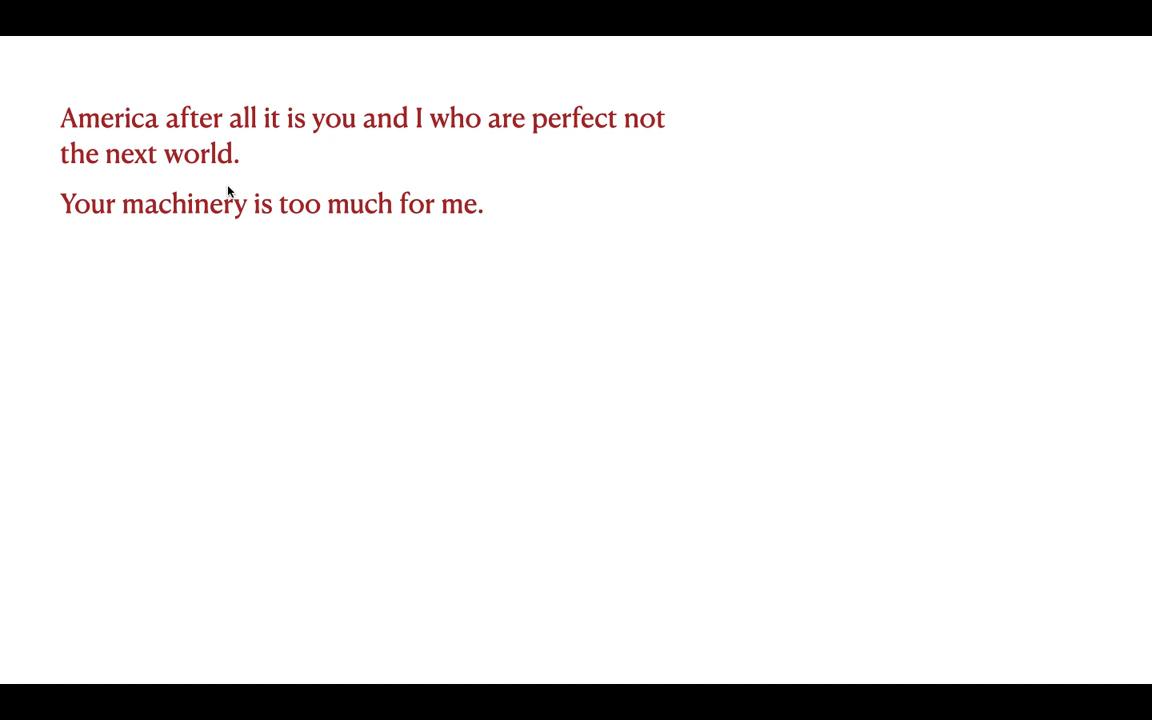 America after all it is you and I who are perfect not
the next world.
Your machinery is too much for me.